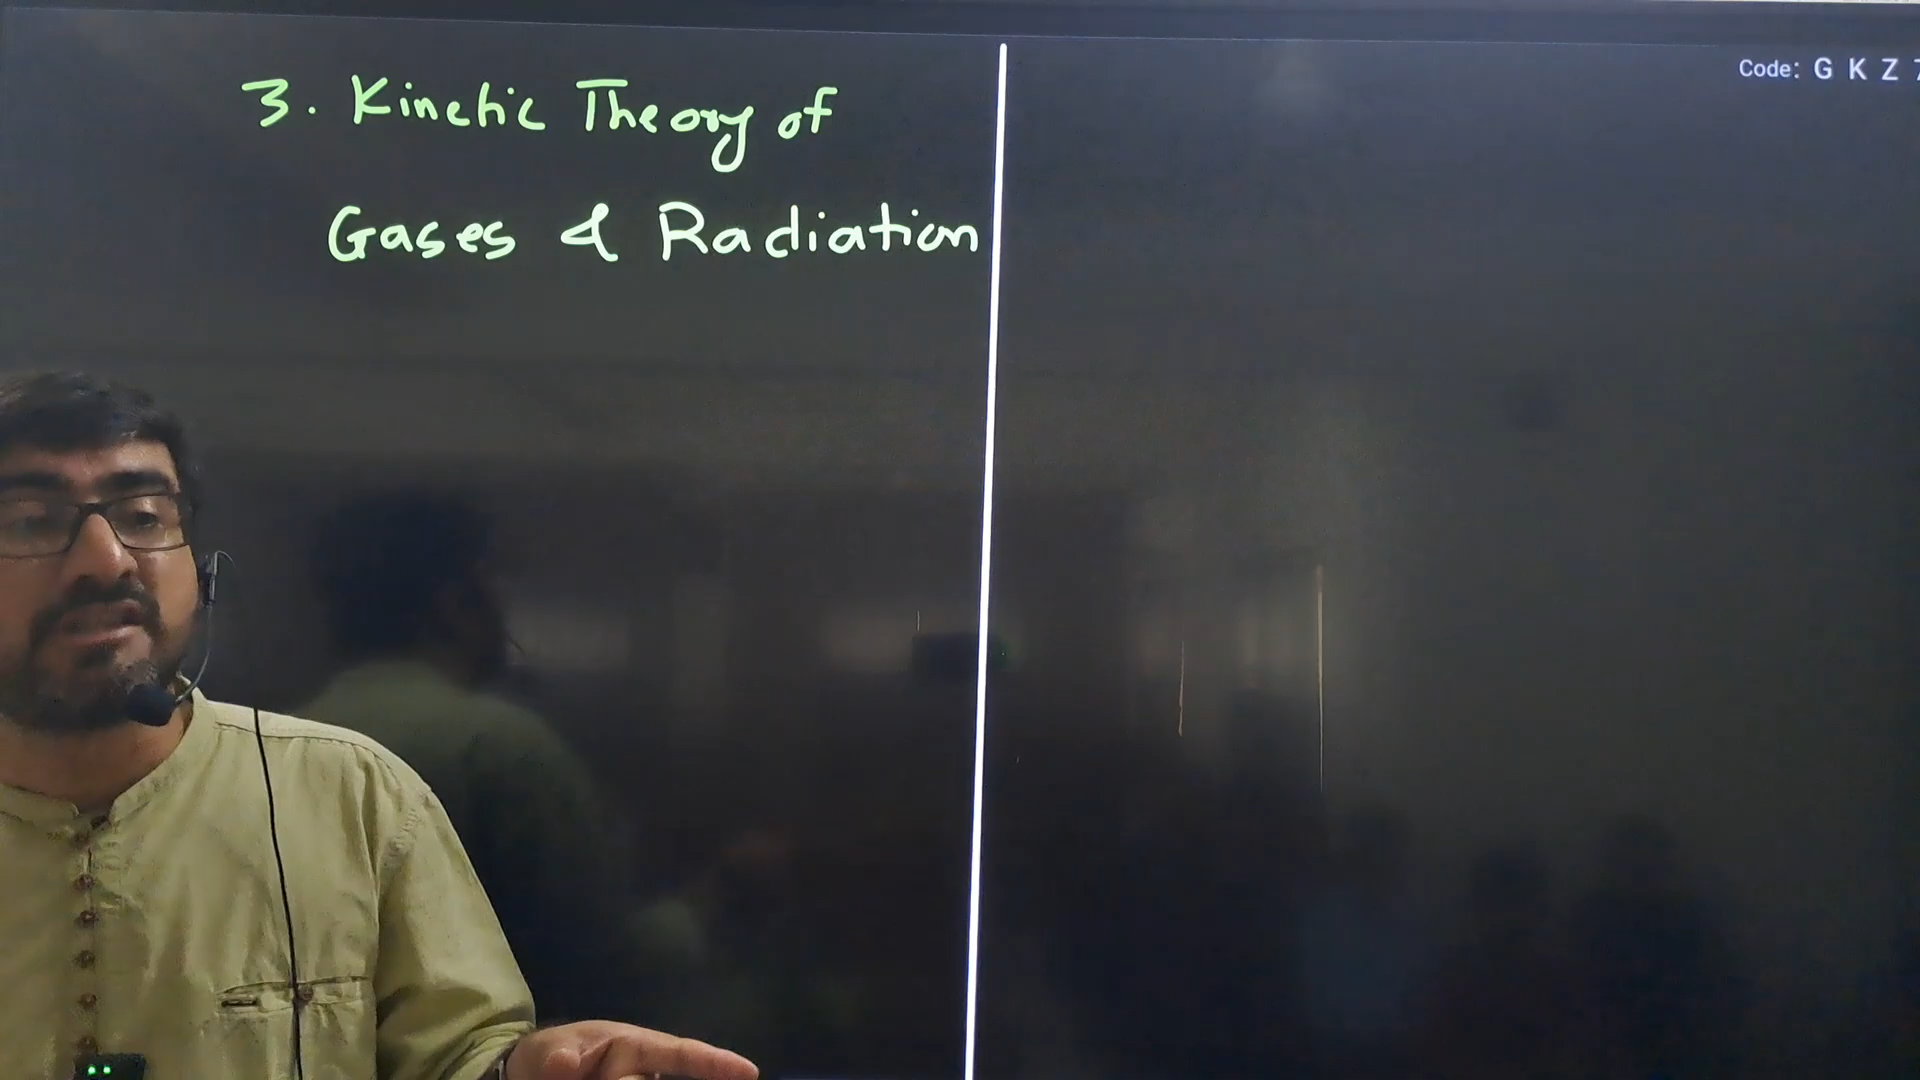 3. Kinetic Theory of
Gases & Radiation
Code: G K Z